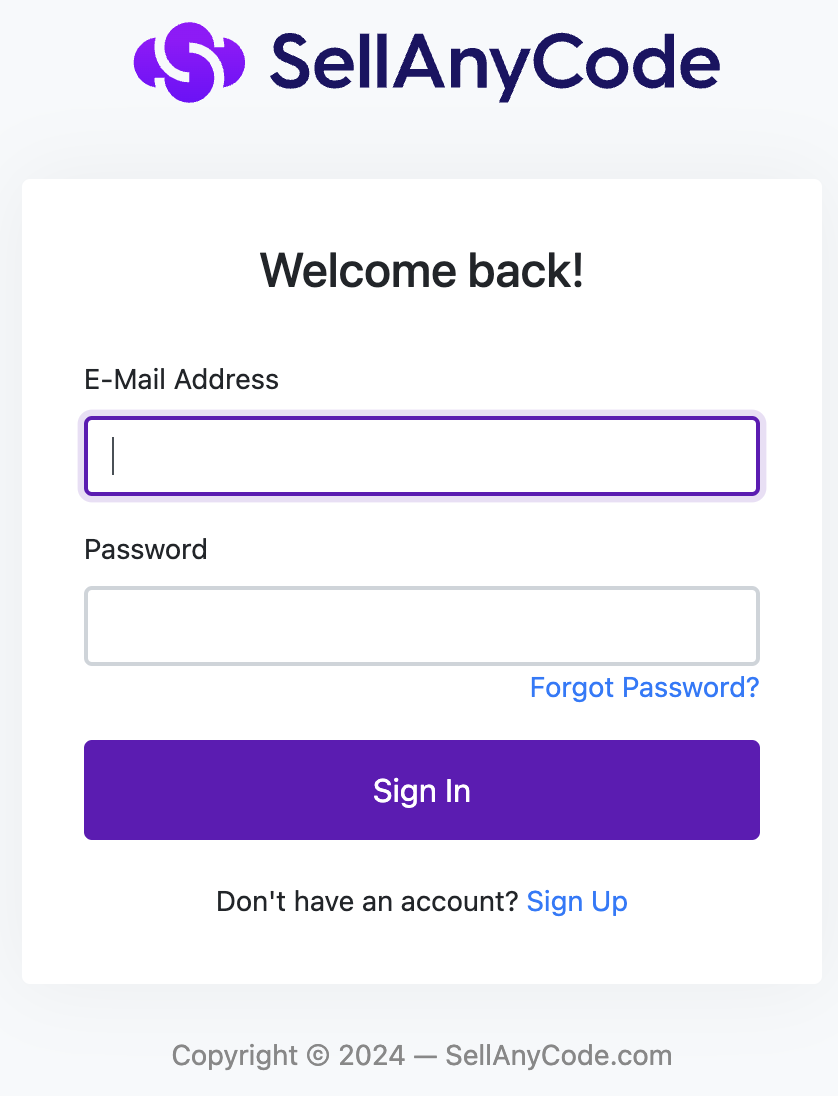 SellAnyCode
Welcome back!
E-Mail Address
Password
Forgot Password?
Sign In
Don't have an account? Sign Up
Copyright © 2024 — SellAnyCode.com